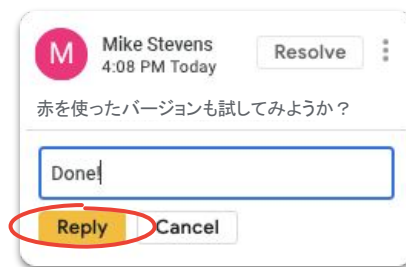 M
Mike Stevens
4:08 PM Today
Resolve
赤を使ったバージョンも試してみようか？
Done!
Reply
Cancel